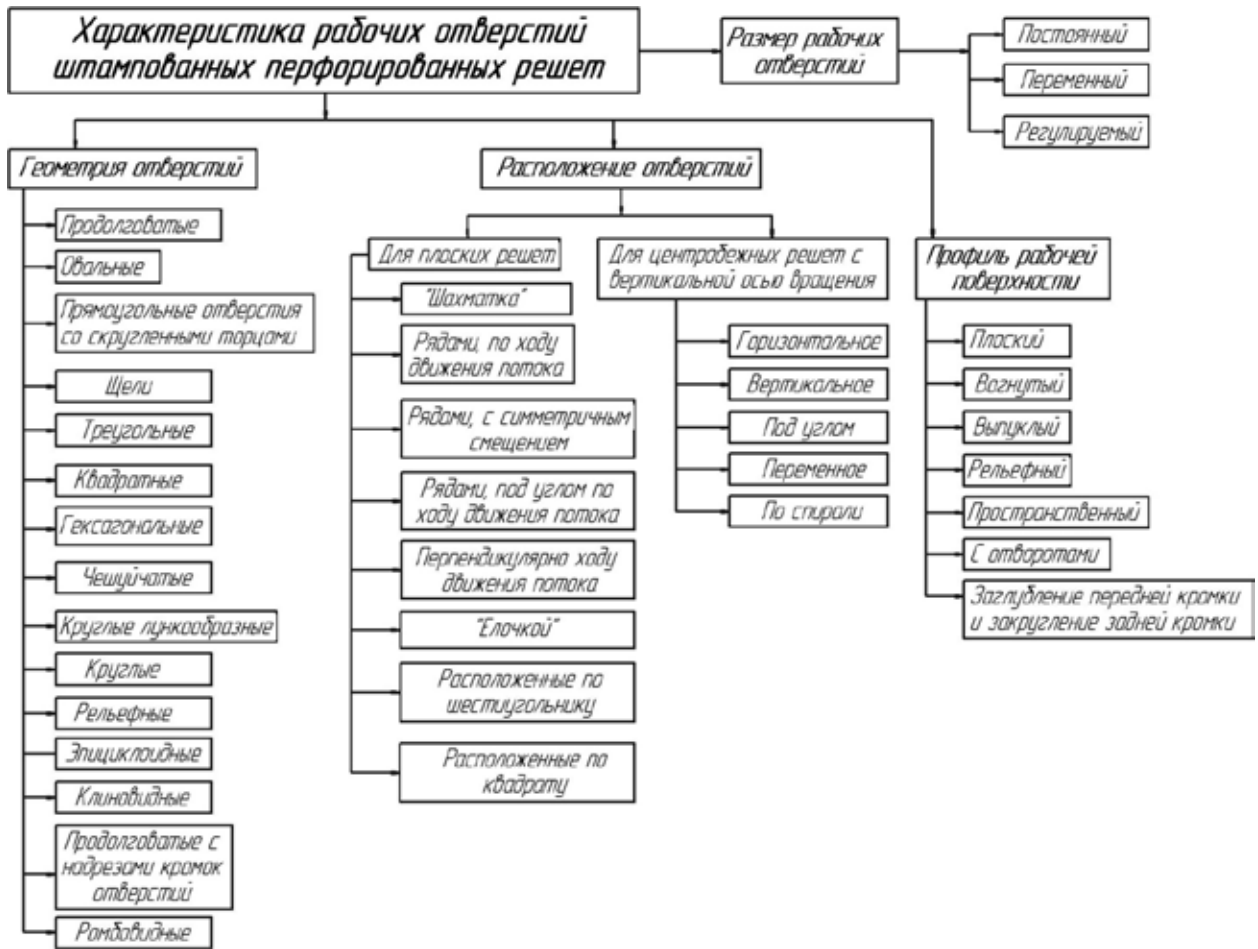 Характеристика рабочих отверстий
штампованных перфорированных решет
Размер рабочих
отверстий
Постоянный
Переменный
Регулируемый
Геометрия отверстий
Продолговатые
Овальные
Прямоугольные отверстия
со скругленными торцами
Щели
Треугольные
Квадратные
Гексагональные
Чешуйчатые
Круглые лункообразные
Круглые
Рельефные
Эпициклоидные
Клиновидные
Продолговатые с
надрезами кромок
отверстий
Ромбовидные
Расположение отверстий
Для плоских решет
"Шахматка"
Рядами, по ходу
движения потока
Рядами, с симметричным
смещением
Рядами, под углом по
ходу движения потока
Перпендикулярно ходу
движения потока
"Елочкой"
Расположенные по
шестиугольнику
Расположенные по
квадрату
Для центробежных решет с
вертикальной осью вращения
Горизонтальное
Вертикальное
Под углом
Переменное
По спирали
Профиль рабочей
поверхности
Плоский
Вогнутый
Выпуклый
Рельефный
Пространственный
С отворотами
Заглубление передней кромки
и закругление задней кромки